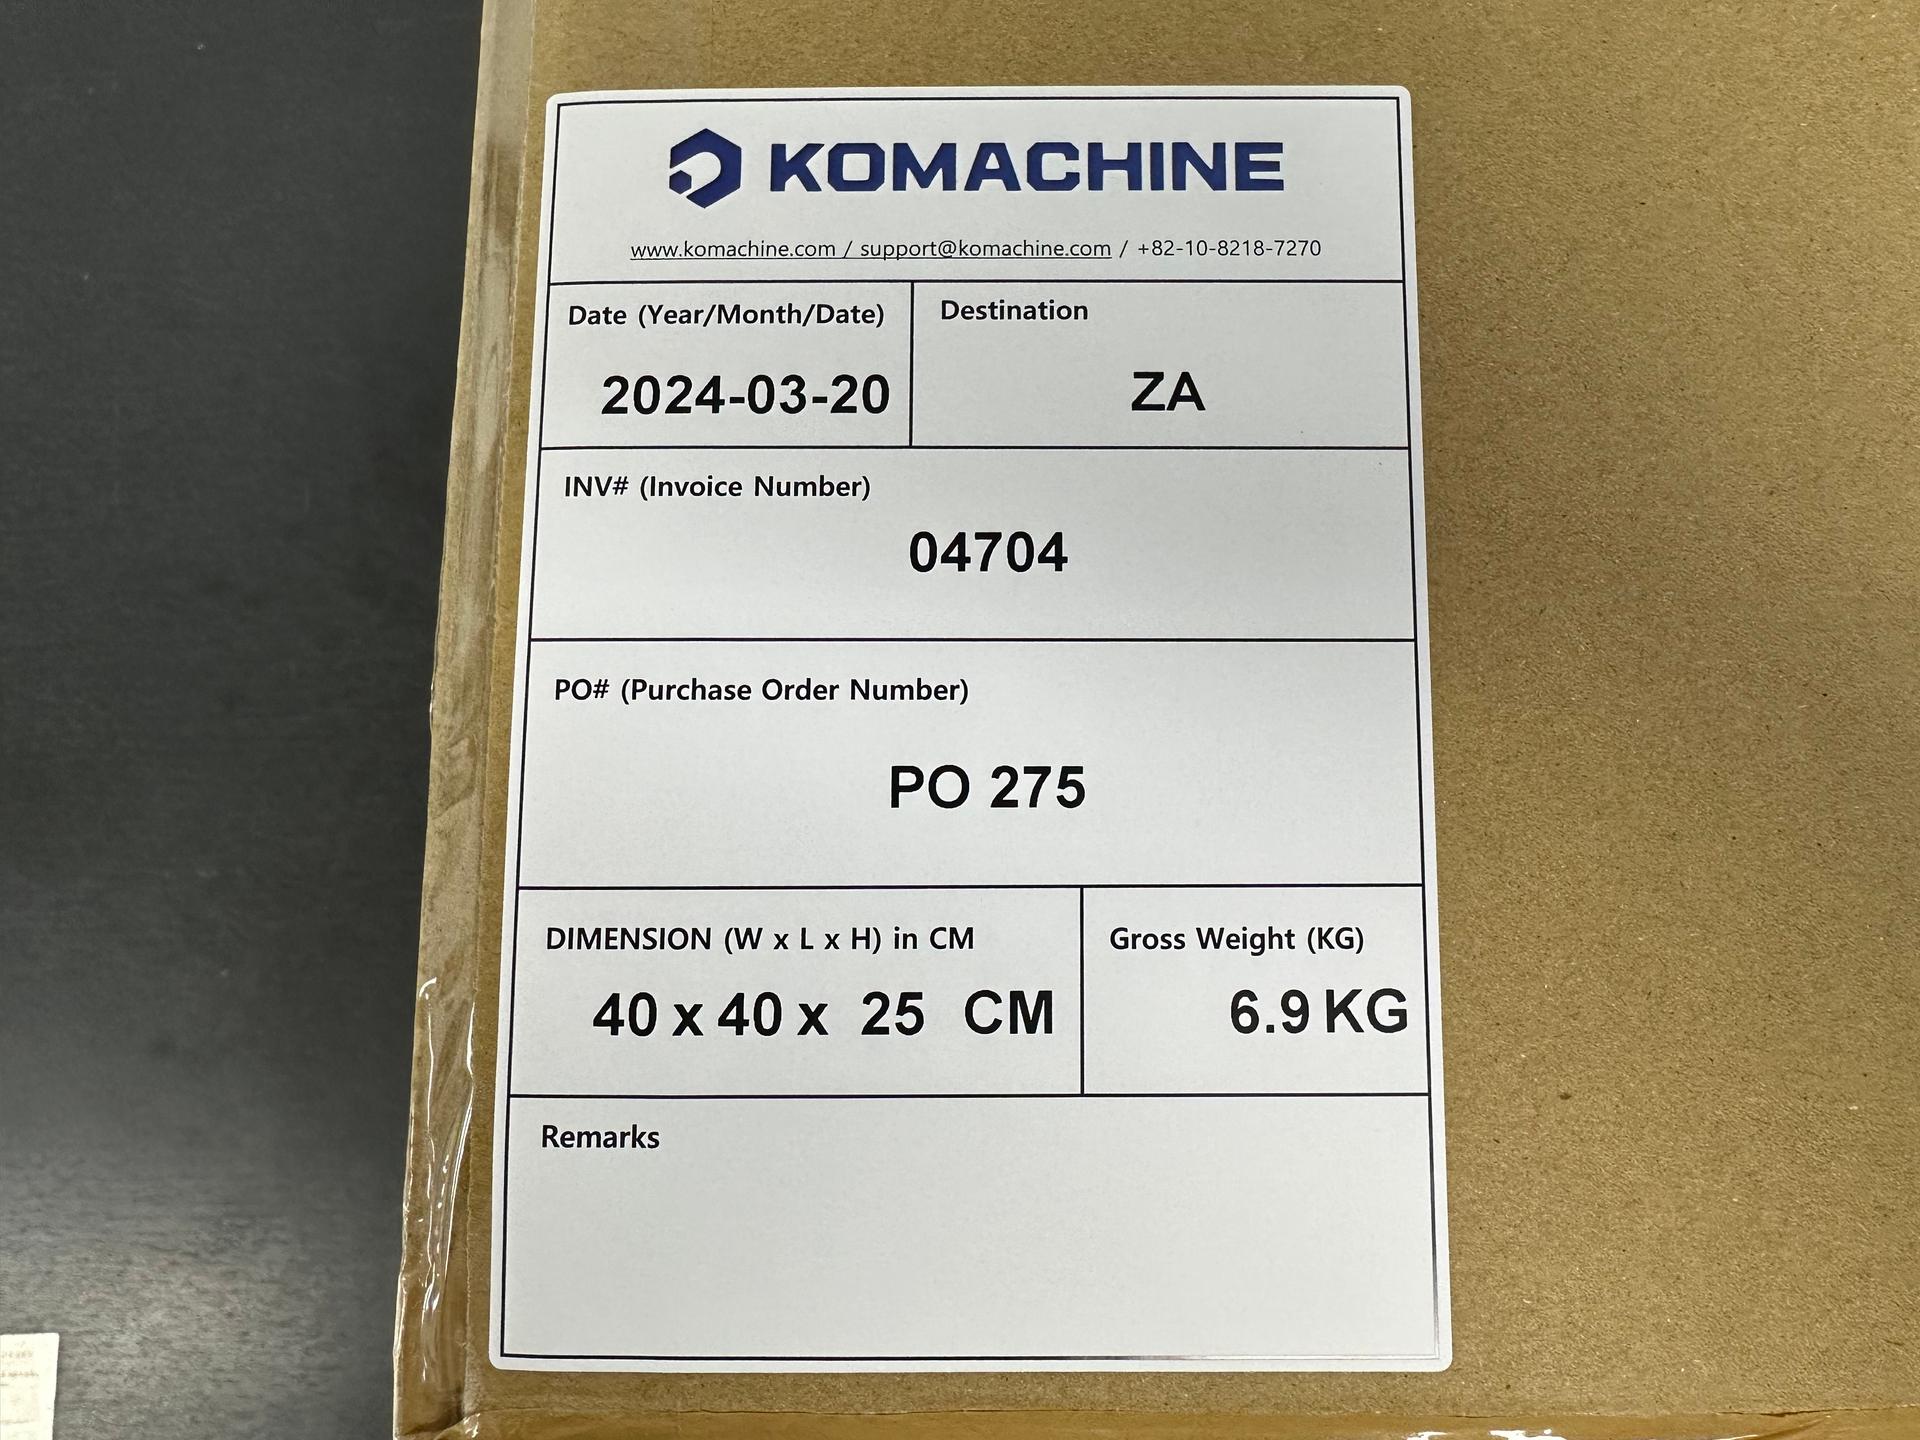 KOMACHINE
www.komachine.com / support@komachine.com / +82-10-8218-7270
Date (Year/Month/Date)
2024-03-20
Destination
ZA
INV# (Invoice Number)
04704
PO# (Purchase Order Number)
PO 275
DIMENSION (W x L x H) in CM
40 x 40 x 25 CM
Gross Weight (KG)
6.9 KG
Remarks